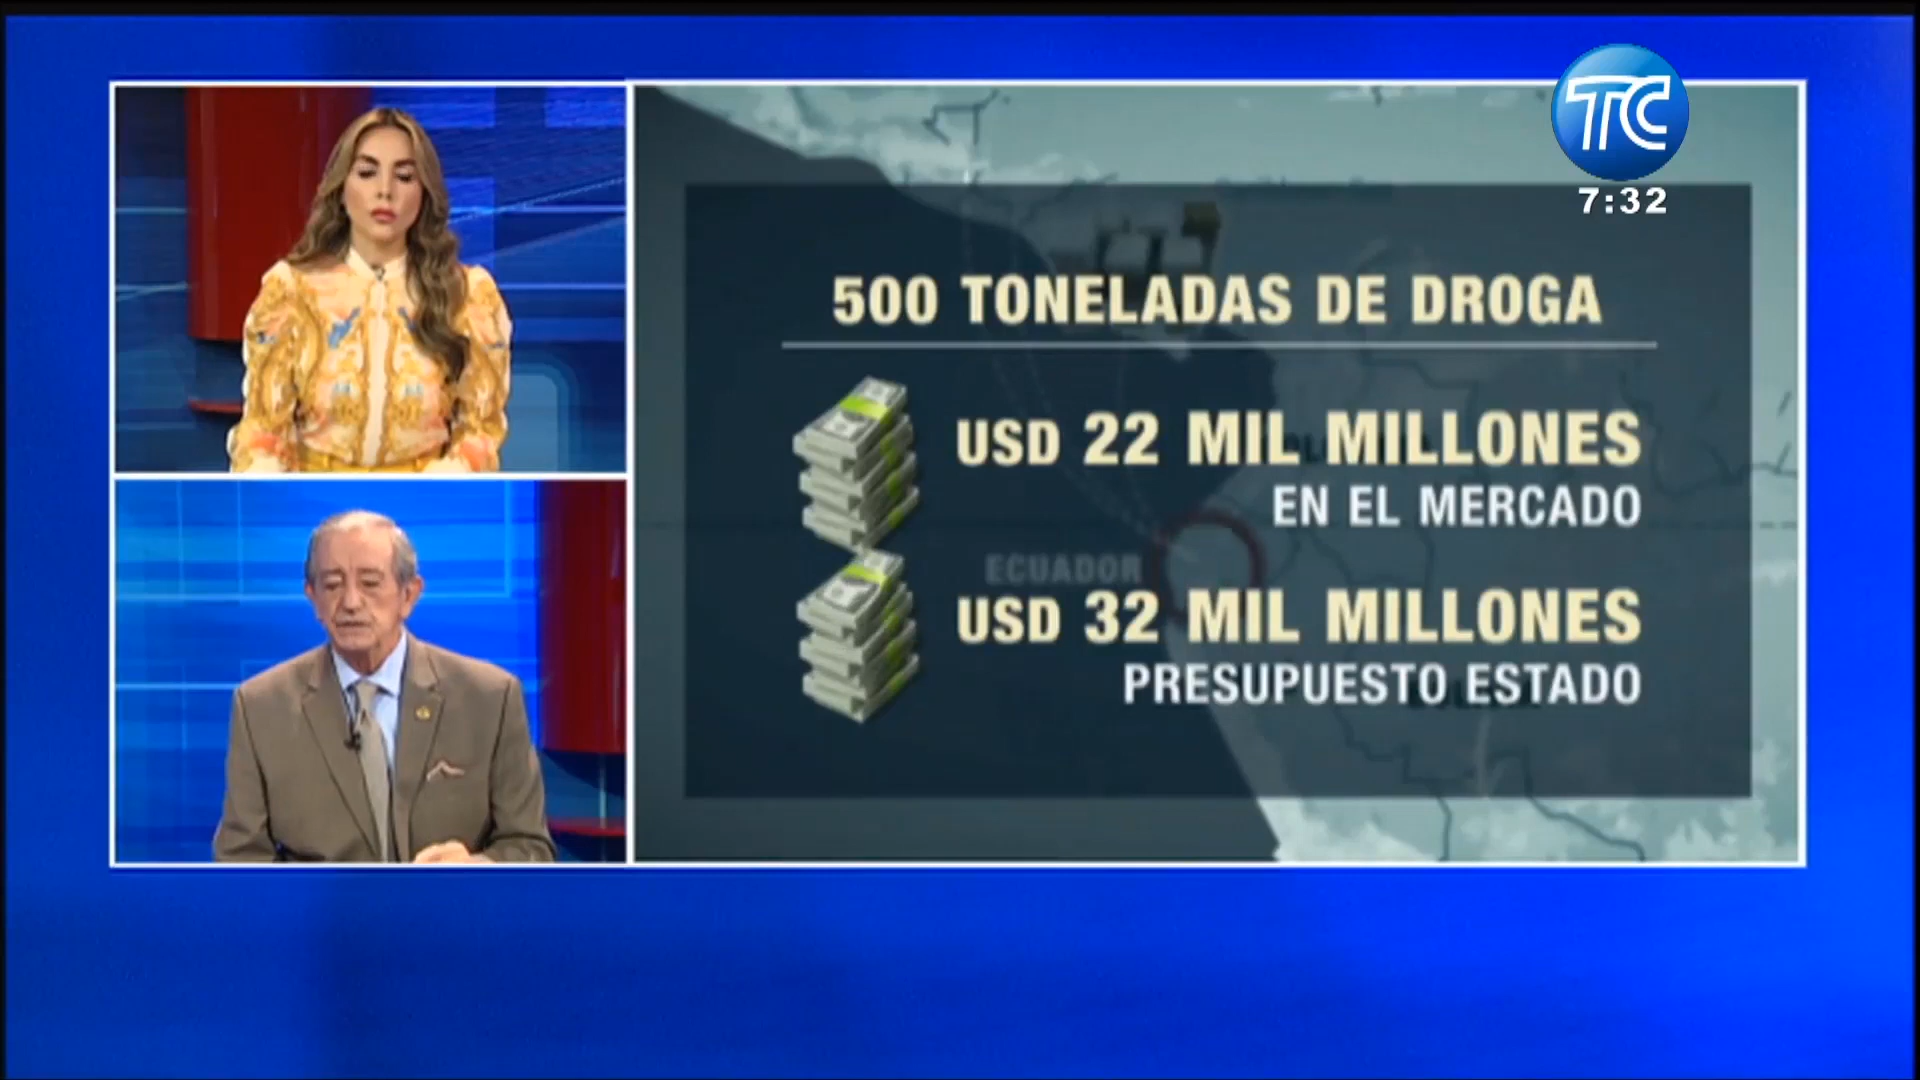 TC
7:32
500 TONELADAS DE DROGA
USD 22 MIL MILLONES
EN EL MERCADO
ECUADOR
USD 32 MIL MILLONES
PRESUPUESTO ESTADO